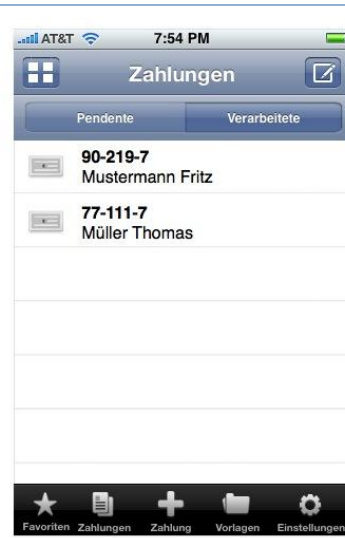 AT&T 7:54 PM
Zahlungen
Pendente Verarbeitete
90-219-7
Mustermann Fritz
77-111-7
Müller Thomas
Favoriten Zahlungen Zahlung Vorlagen Einstellungen